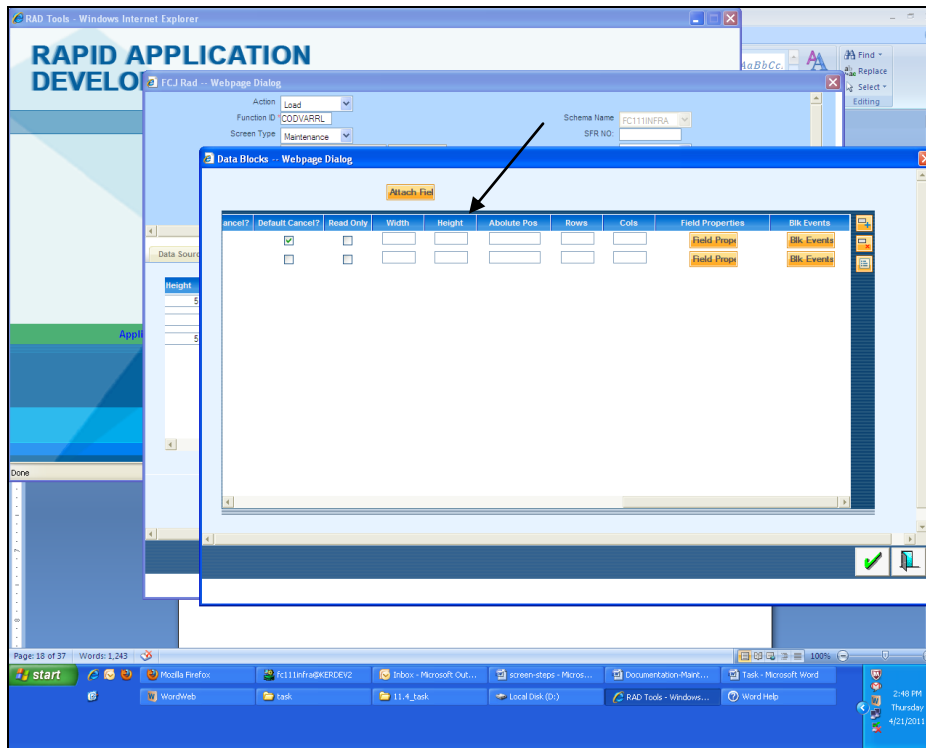 RAD Tools - Windows Internet Explorer
RAPID APPLICATION
DEVELO
AaBbCc.
Find
Replace
Select
Editing
FCJ Rad -- Webpage Dialog
Action Load
Function ID *CODVARRL
Schema Name FC111INFRA
Screen Type Maintenance
SFR NO:
Data Blocks -- Webpage Dialog
Attach Fiel
ancel? Default Cancel? Read Only Width Height Abolute Pos Rows Cols Field Properties Blk Events
Field Prope Blk Events
Field Prope Blk Events
Data Sourc
Height
5
5
Appli
Done
Page: 18 of 37 Words: 1,243 100%
start Mozilla Firefox fc111infra@KERDEV2 Inbox - Microsoft Out... screen-steps - Micros... Documentation-Maint... Task - Microsoft Word
WordWeb task 11.4_task Local Disk (D:) RAD Tools - Windows... Word Help
2:48 PM
Thursday
4/21/2011